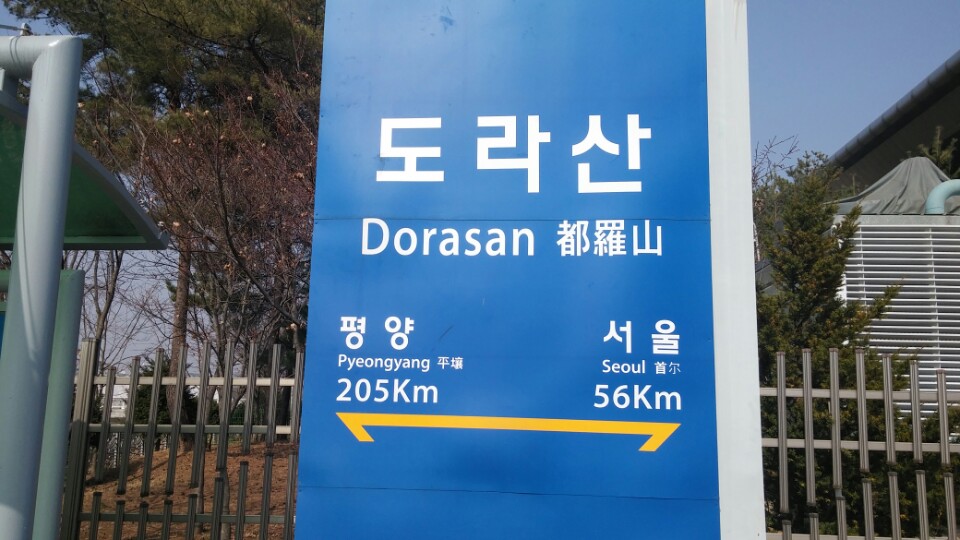 도라산
Dorasan 都羅山
평양
Pyeongyang 平壤
205Km
서울
Seoul 首尔
56Km